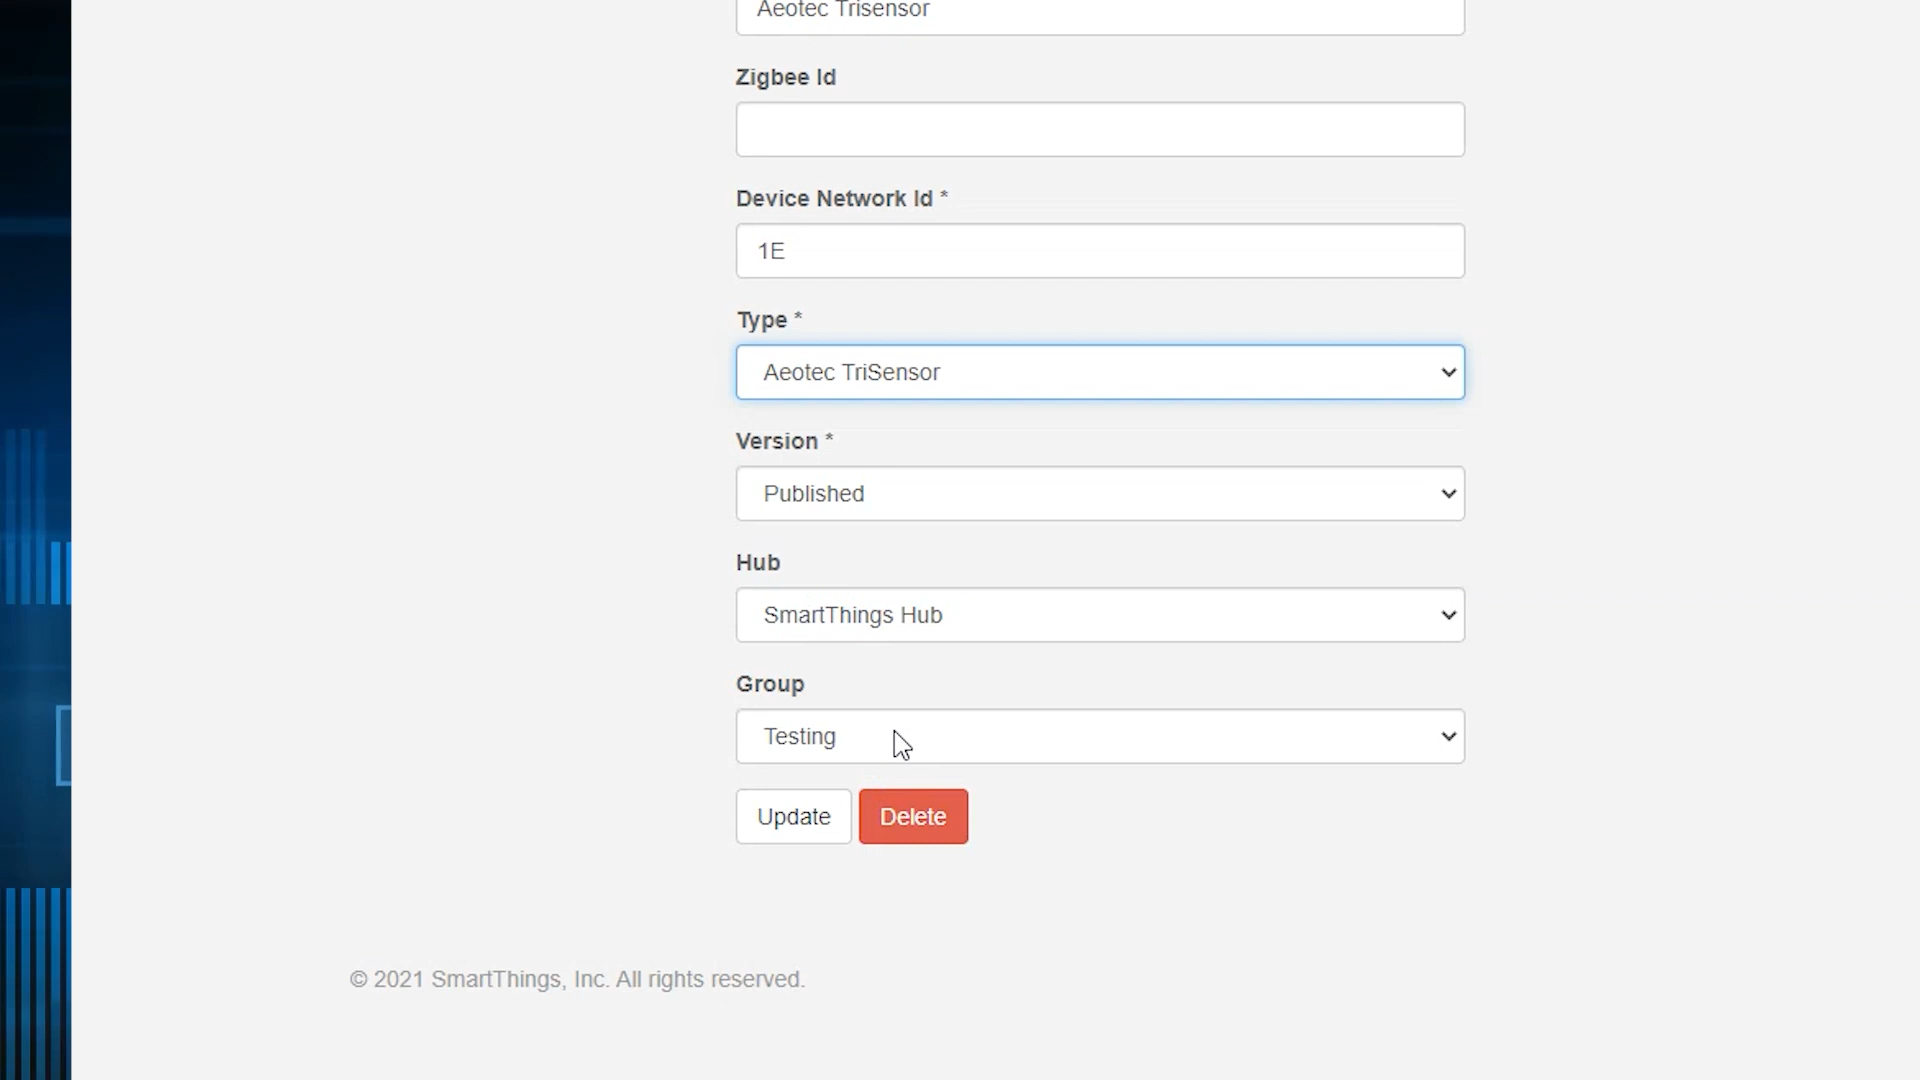 Aeotec Trisensor
Zigbee Id
Device Network Id *
1E
Type *
Aeotec TriSensor
Version *
Published
Hub
SmartThings Hub
Group
Testing
Update Delete
© 2021 SmartThings, Inc. All rights reserved.